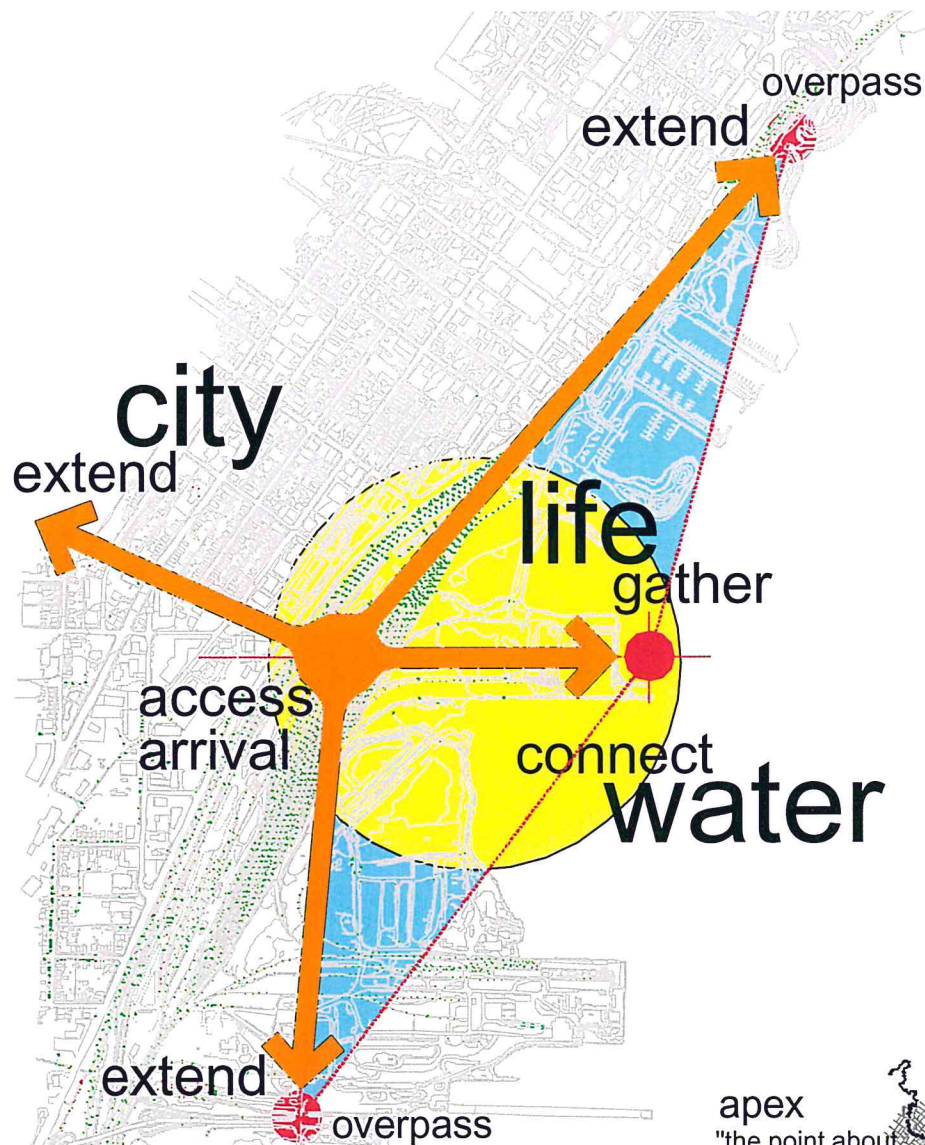 overpass
extend
city
extend
life
gather
access
arrival
connect
water
extend
overpass
apex
"the point about